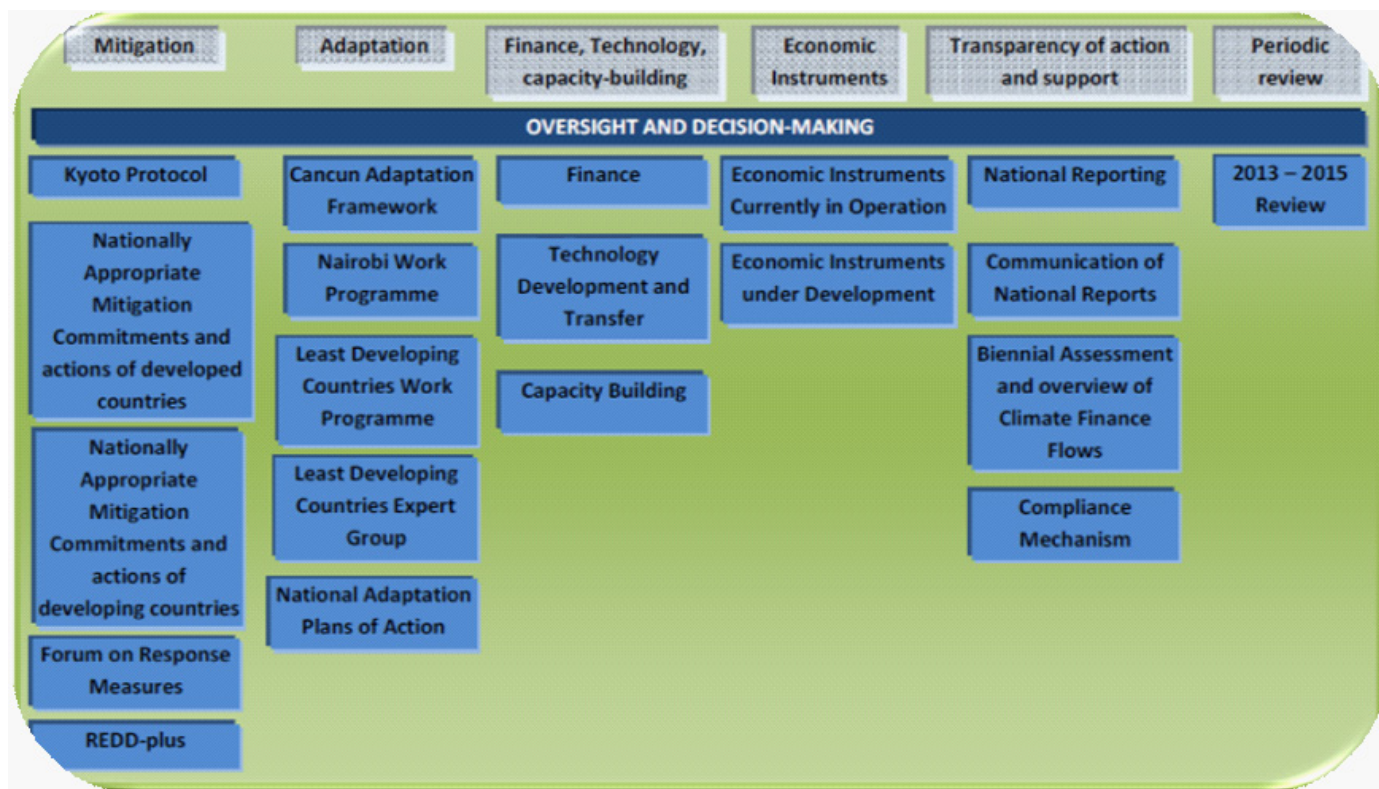 Mitigation
Adaptation
Finance, Technology,
capacity-building
Economic
Instruments
Transparency of action
and support
Periodic
review
OVERSIGHT AND DECISION-MAKING
Kyoto Protocol
Nationally
Appropriate
Mitigation
Commitments and
actions of developed
countries
Nationally
Appropriate
Mitigation
Commitments and
actions of
developing countries
Forum on Response
Measures
REDD-plus
Cancun Adaptation
Framework
Nairobi Work
Programme
Least Developing
Countries Work
Programme
Least Developing
Countries Expert
Group
National Adaptation
Plans of Action
Finance
Technology
Development and
Transfer
Capacity Building
Economic Instruments
Currently in Operation
Economic Instruments
under Development
National Reporting
Communication of
National Reports
Biennial Assessment
and overview of
Climate Finance
Flows
Compliance
Mechanism
2013 – 2015
Review